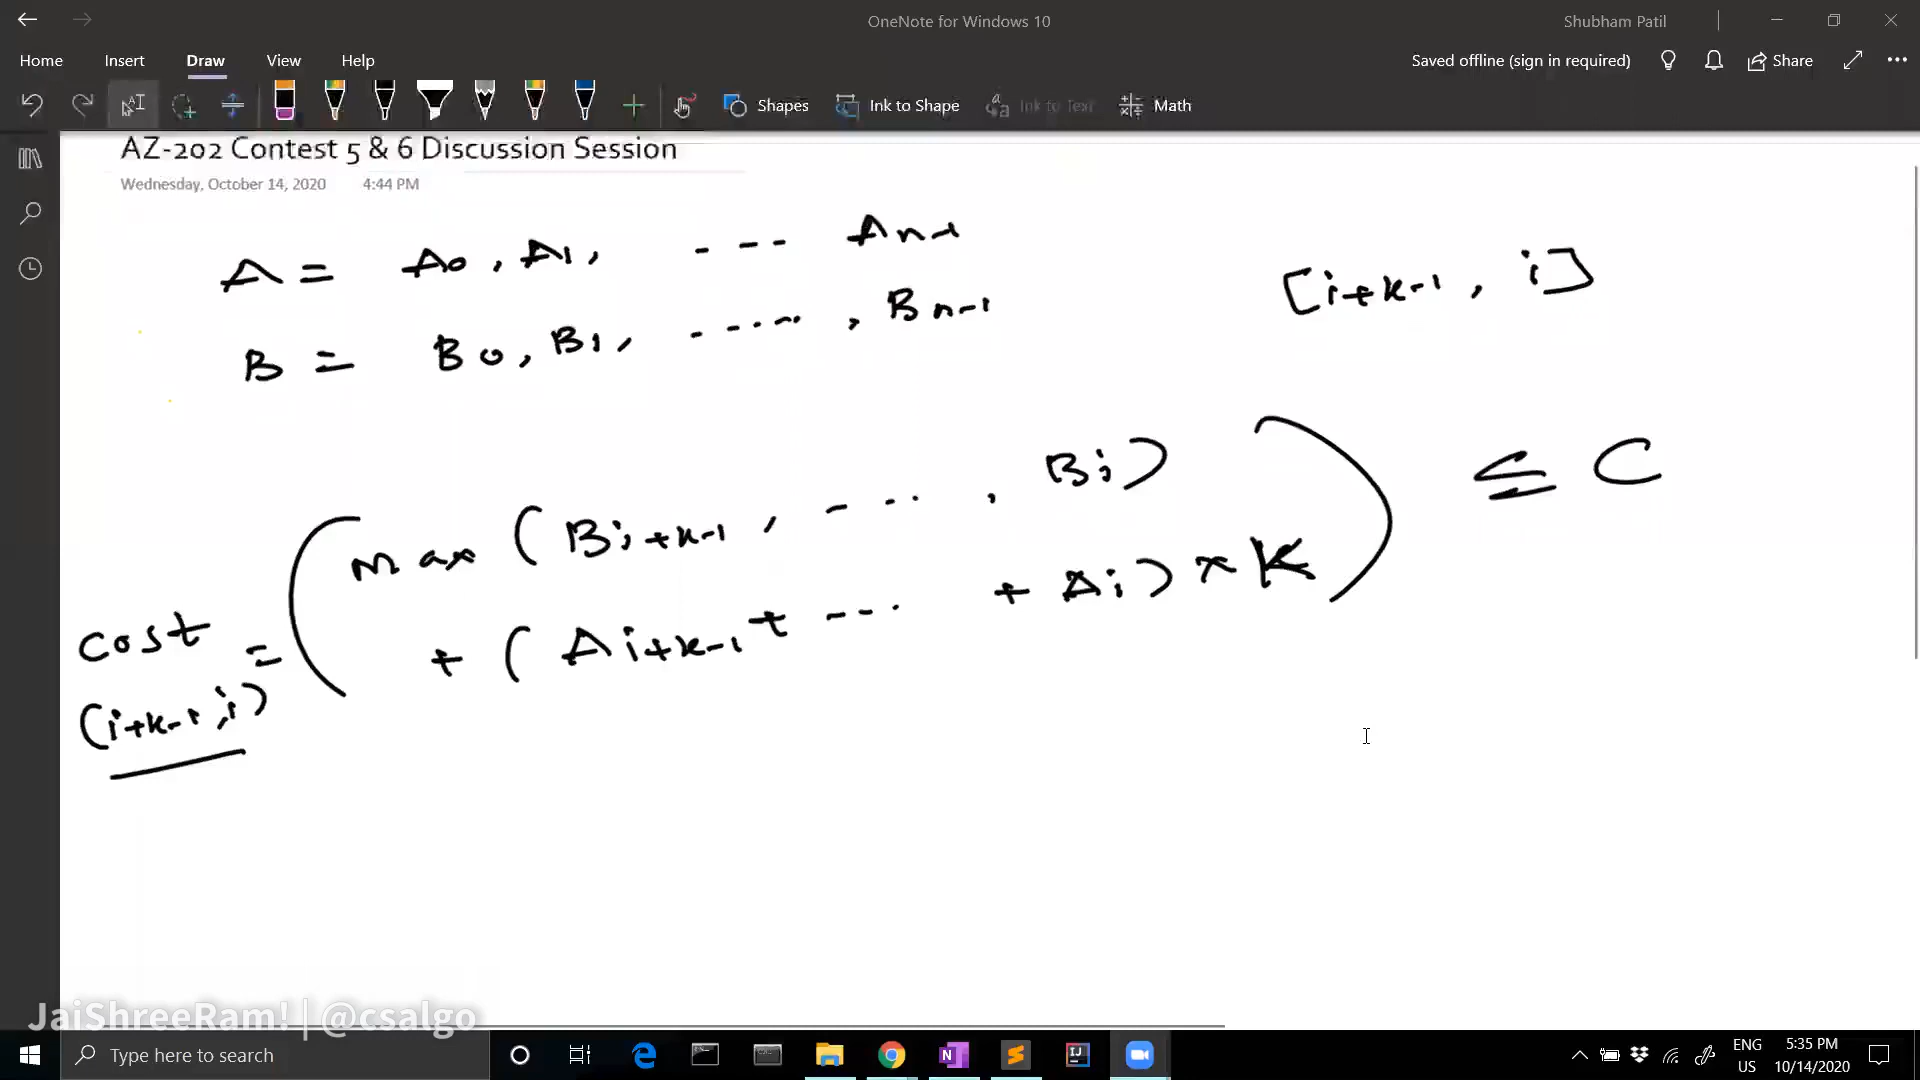 OneNote for Windows 10
Shubham Patil
Home Insert Draw View Help
Saved offline (sign in required)
Share
Shapes
Ink to Shape
Ink to Text
Math
AZ-202 Contest 5 & 6 Discussion Session
Wednesday, October 14, 2020 4:44 PM
A = A0, A1, --- An-1
B = B0, B1, ------, Bn-1
[i+k-1, i]
cost (i+k-1, i) =
( max ( Bi+k-1, ---, Bi)
+ ( Ai+k-1 + --- + Ai) × K ) ≤ C
JaiShreeRam! | @csalgo
Type here to search
ENG
US
5:35 PM
10/14/2020